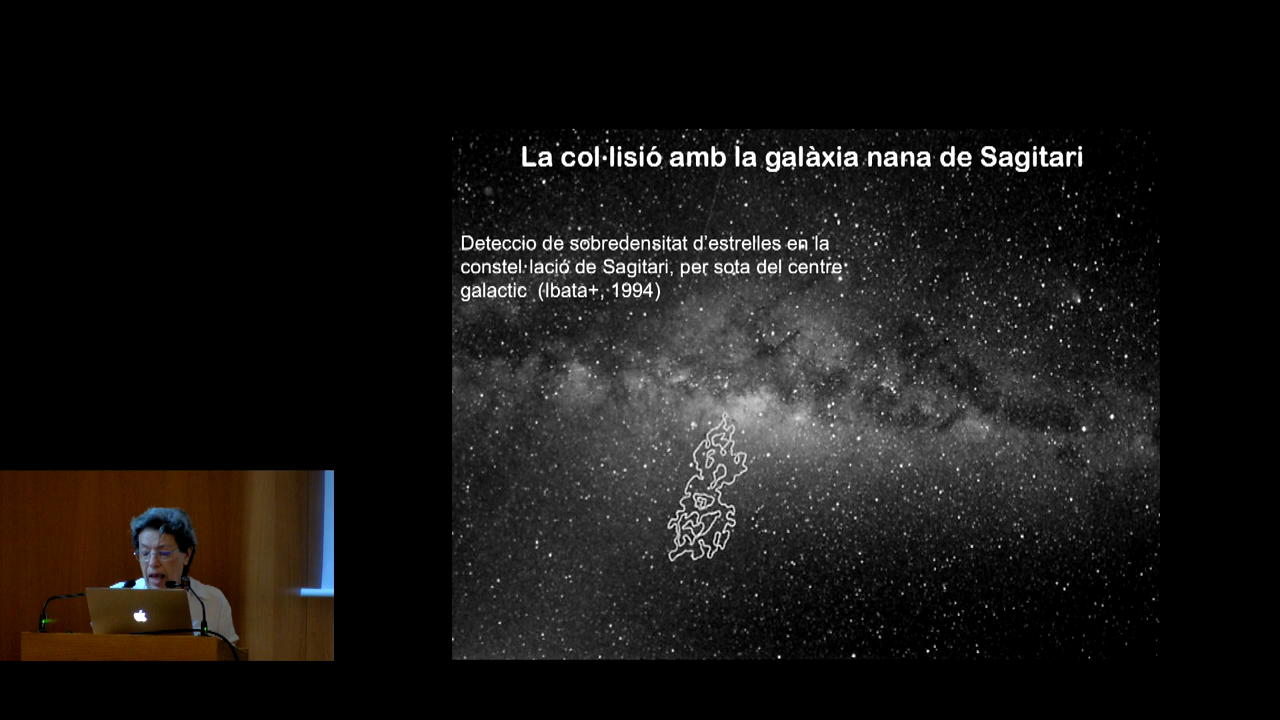 La col·lisió amb la galàxia nana de Sagitari
Deteccio de sobredensitat d'estrelles en la
constel·lació de Sagitari, per sota del centre
galactic (Ibata+, 1994)